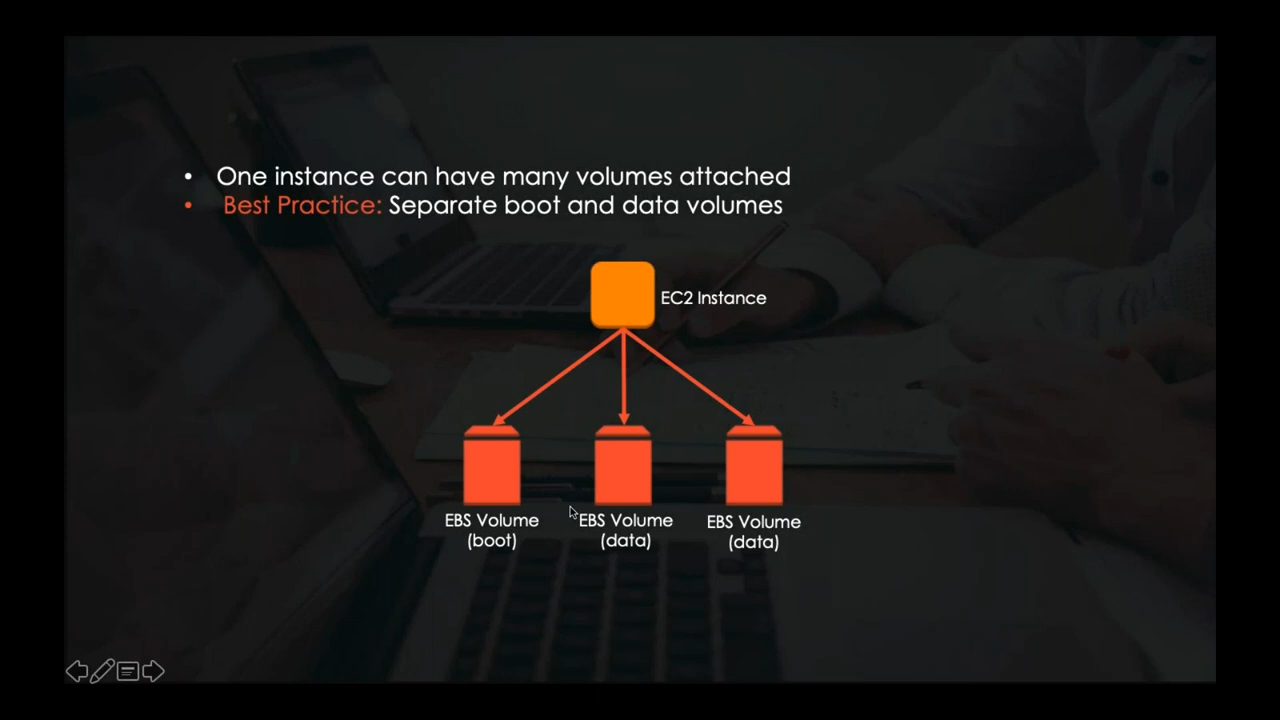 • One instance can have many volumes attached
• Best Practice: Separate boot and data volumes
EC2 Instance
EBS Volume
(boot)
EBS Volume
(data)
EBS Volume
(data)